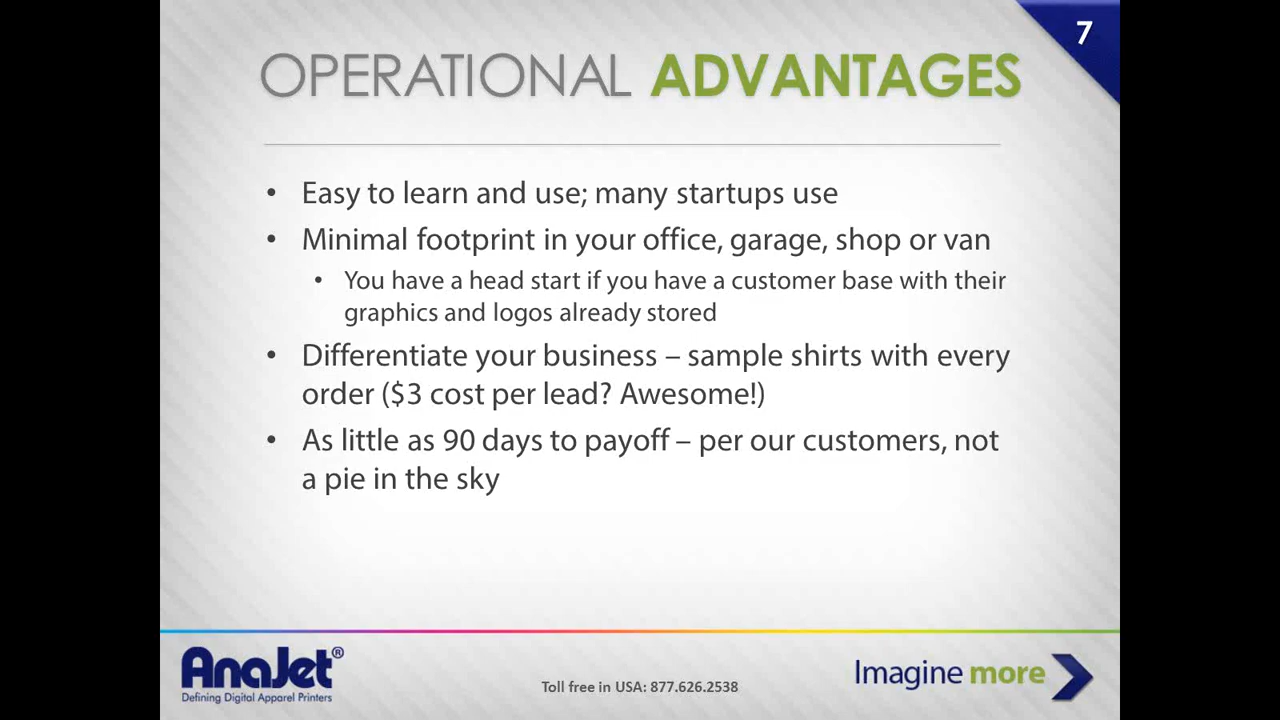 7
OPERATIONAL ADVANTAGES
• Easy to learn and use; many startups use
• Minimal footprint in your office, garage, shop or van
• You have a head start if you have a customer base with their
graphics and logos already stored
• Differentiate your business – sample shirts with every
order ($3 cost per lead? Awesome!)
• As little as 90 days to payoff – per our customers, not
a pie in the sky
AnaJet®
Defining Digital Apparel Printers
Toll free in USA: 877.626.2538
Imagine more